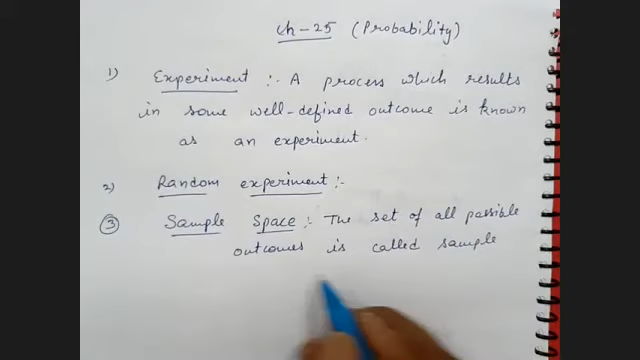 Ch-25 (Probability)
1) Experiment :- A process which results
in some well-defined outcome is known
as an experiment.
2) Random experiment :-
③ Sample Space :- The set of all possible
outcomes is called sample